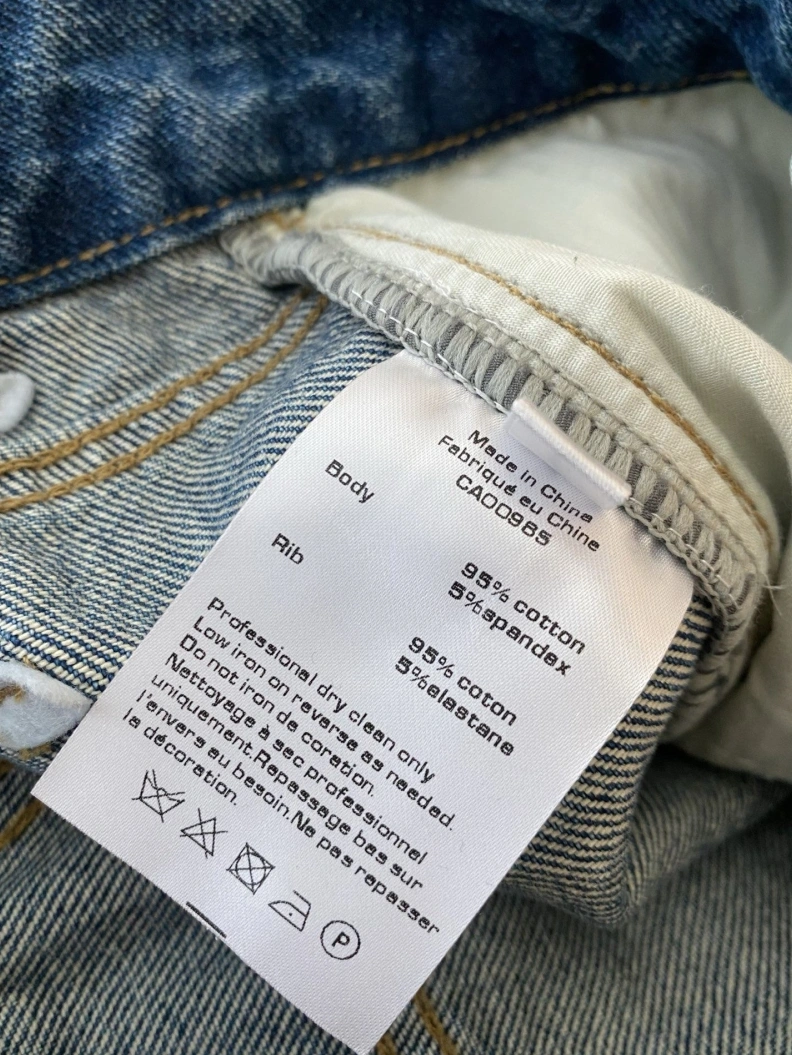 Made in China
Fabriqué eu Chine
CA00985
Body
95% cotton
5%spandex
Rib
95% coton
5%elastane
Professional dry clean only
Low iron on reverse as needed.
Do not iron de coration.
Nettoyage à sec professionnel
uniquement.Repassage bas sur
l'envers au besoin.Ne pas repasser
la décoration.
P